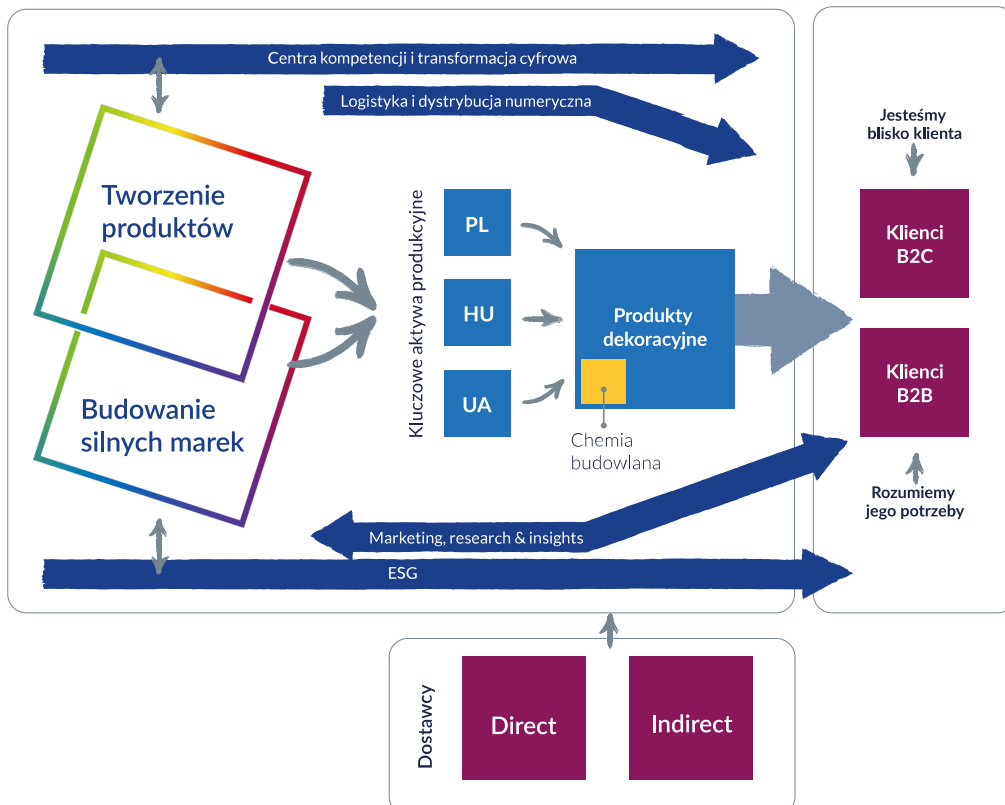 Centra kompetencji i transformacja cyfrowa
Logistyka i dystrybucja numeryczna
Jesteśmy
blisko klienta
Tworzenie
produktów
Budowanie
silnych marek
Kluczowe aktywa produkcyjne
PL
HU
UA
Produkty
dekoracyjne
Chemia
budowlana
Klienci
B2C
Klienci
B2B
Rozumiemy
jego potrzeby
Marketing, research & insights
ESG
Dostawcy
Direct
Indirect